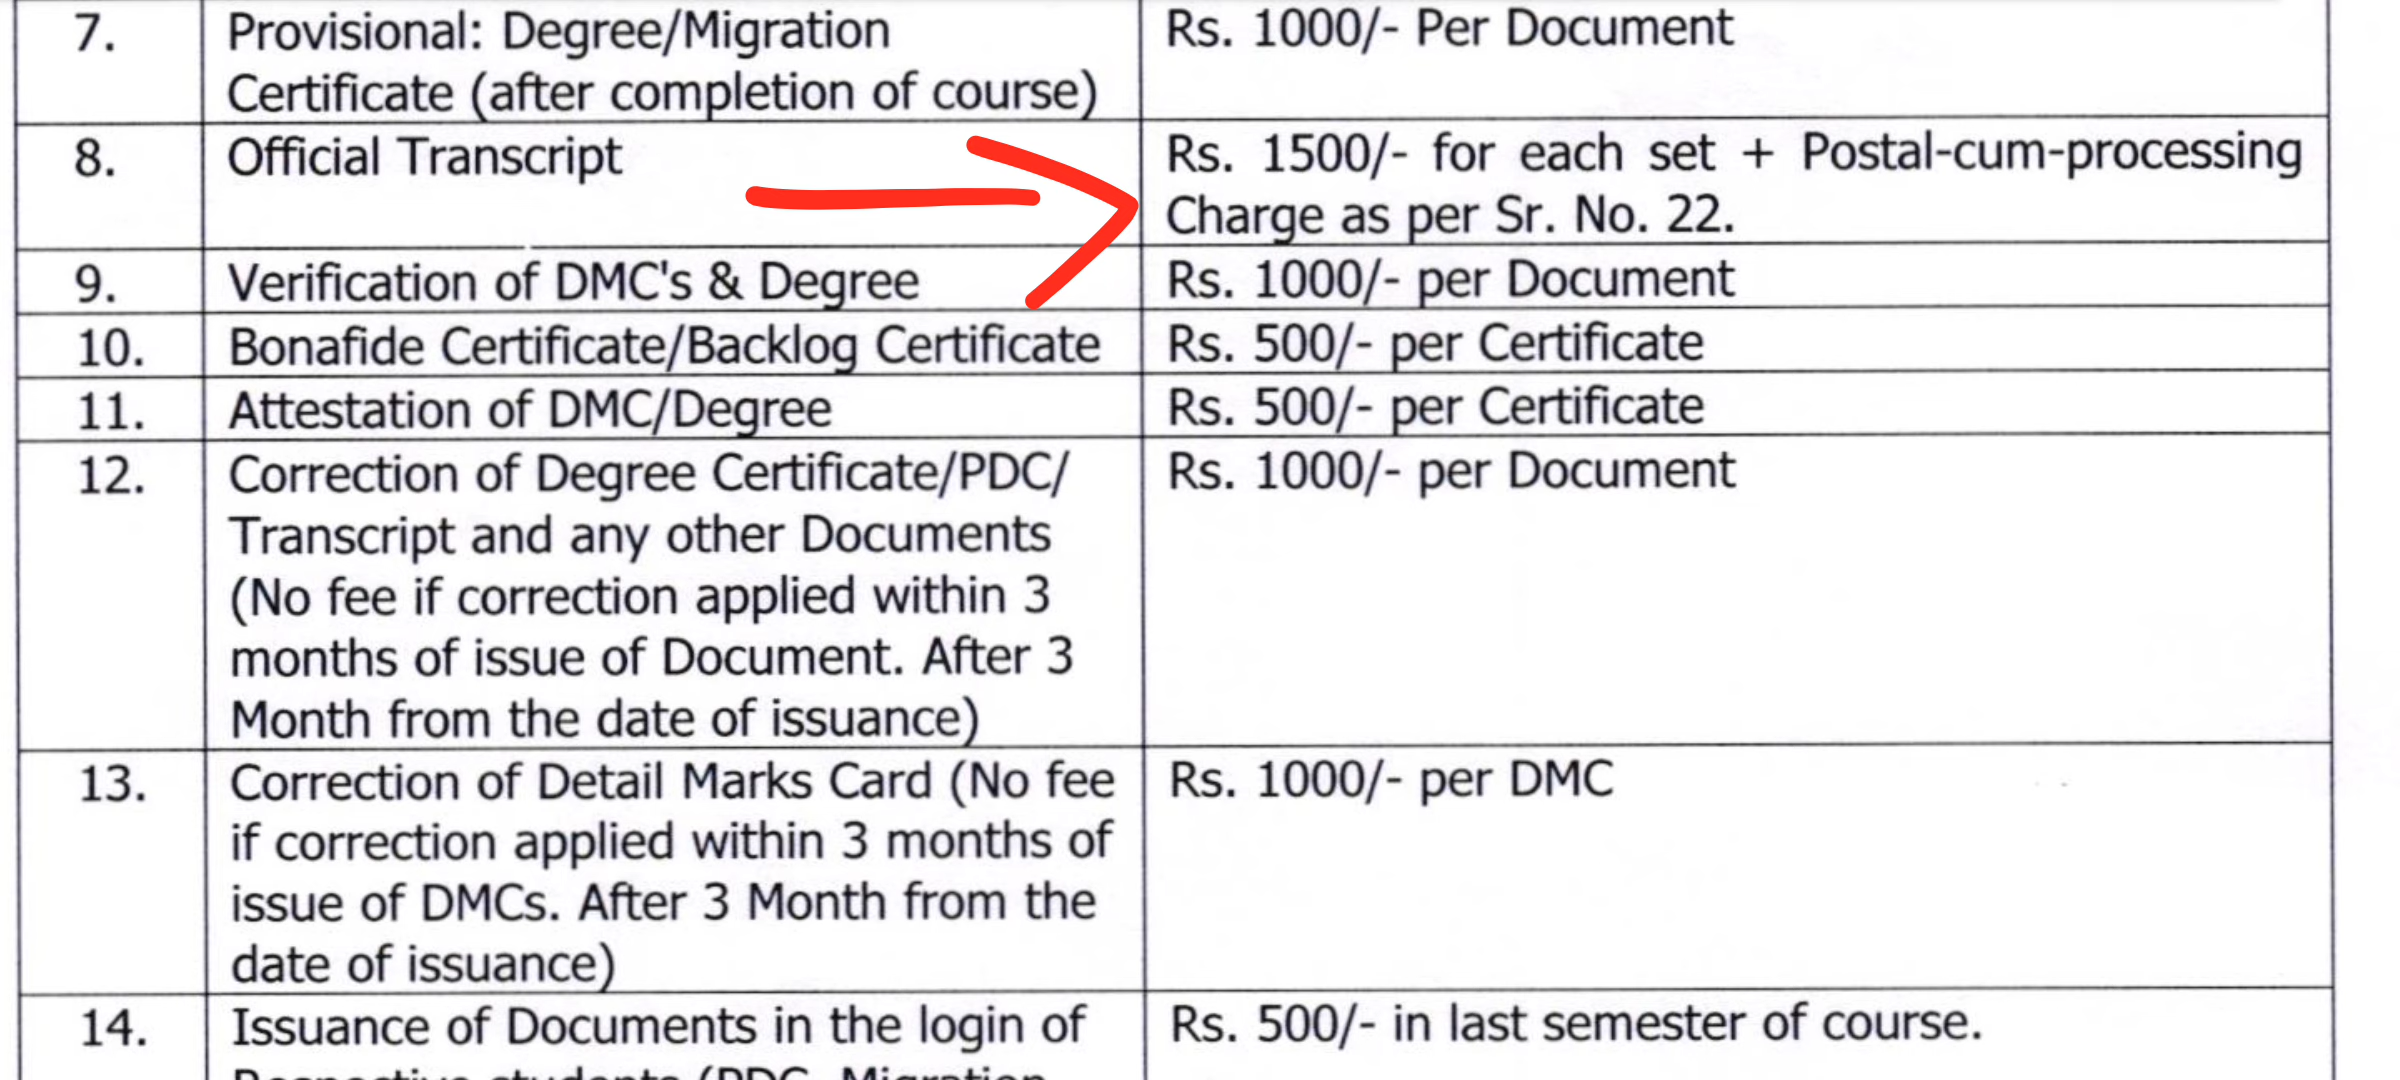 7. Provisional: Degree/Migration Rs. 1000/- Per Document
Certificate (after completion of course)
8. Official Transcript Rs. 1500/- for each set + Postal-cum-processing
Charge as per Sr. No. 22.
9. Verification of DMC's & Degree Rs. 1000/- per Document
10. Bonafide Certificate/Backlog Certificate Rs. 500/- per Certificate
11. Attestation of DMC/Degree Rs. 500/- per Certificate
12. Correction of Degree Certificate/PDC/ Rs. 1000/- per Document
Transcript and any other Documents
(No fee if correction applied within 3
months of issue of Document. After 3
Month from the date of issuance)
13. Correction of Detail Marks Card (No fee Rs. 1000/- per DMC
if correction applied within 3 months of
issue of DMCs. After 3 Month from the
date of issuance)
14. Issuance of Documents in the login of Rs. 500/- in last semester of course.
Respective students (PDC, Migration